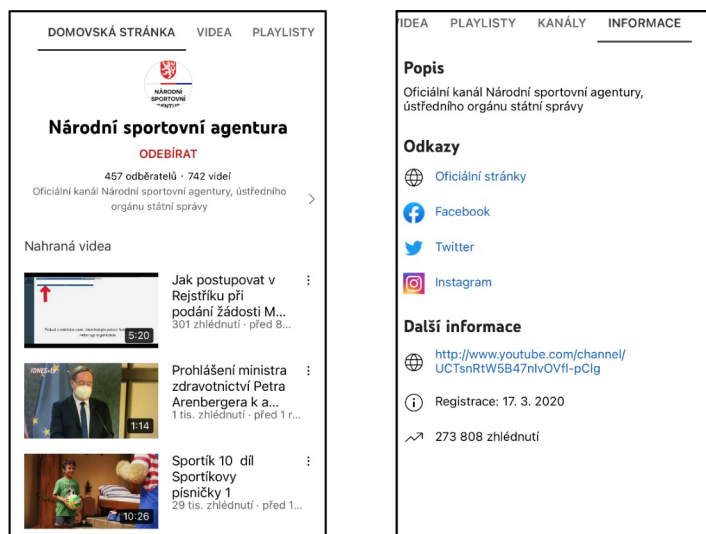 DOMOVSKÁ STRÁNKA VIDEA PLAYLISTY
NÁRODNÍ
SPORTOVNÍ
Národní sportovní agentura
ODEBÍRAT
457 odběratelů · 742 videí
Oficiální kanál Národní sportovní agentury, ústředního
orgánu státní správy
Nahraná videa
5:20
Jak postupovat v
Rejstříku při
podání žádosti M...
301 zhlédnutí · před 8...
iDNES.tv
1:14
Prohlášení ministra
zdravotnictví Petra
Arenbergera k a...
1 tis. zhlédnutí · před 1 r...
10:26
Sportík 10 díl
Sportíkovy
písničky 1
29 tis. zhlédnutí · před 1...
VIDEA PLAYLISTY KANÁLY INFORMACE
Popis
Oficiální kanál Národní sportovní agentury,
ústředního orgánu státní správy
Odkazy
Oficiální stránky
Facebook
Twitter
Instagram
Další informace
http://www.youtube.com/channel/
UCTsnRtW5B47nlvOVfI-pCIg
Registrace: 17. 3. 2020
273 808 zhlédnutí